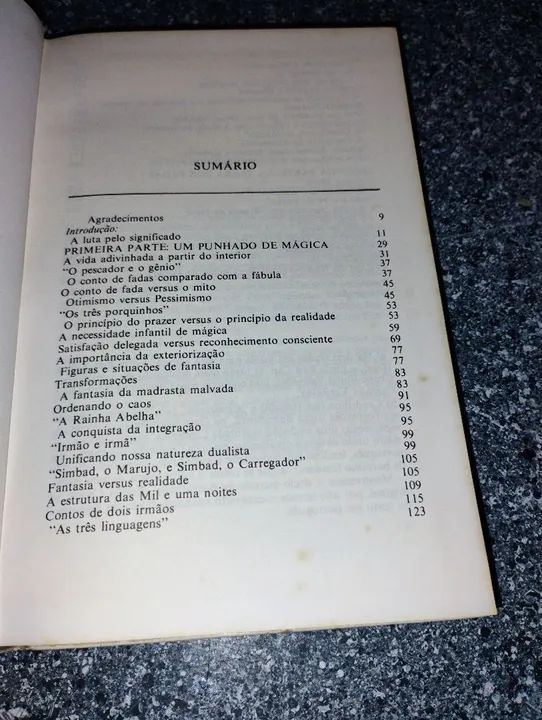 SUMÁRIO
Agradecimentos 9
Introdução:
A luta pelo significado 11
PRIMEIRA PARTE: UM PUNHADO DE MÁGICA 29
A vida adivinhada a partir do interior 31
"O pescador e o gênio" 37
O conto de fadas comparado com a fábula 37
O conto de fada versus o mito 45
Otimismo versus Pessimismo 45
"Os três porquinhos" 53
O princípio do prazer versus o princípio da realidade 53
A necessidade infantil de mágica 59
Satisfação delegada versus reconhecimento consciente 69
A importância da exteriorização 77
Figuras e situações de fantasia 77
Transformações 83
A fantasia da madrasta malvada 83
Ordenando o caos 91
"A Rainha Abelha" 95
A conquista da integração 95
"Irmão e irmã" 99
Unificando nossa natureza dualista 99
"Simbad, o Marujo, e Simbad, o Carregador" 105
Fantasia versus realidade 105
A estrutura das Mil e uma noites 109
Contos de dois irmãos 115
"As três linguagens" 123